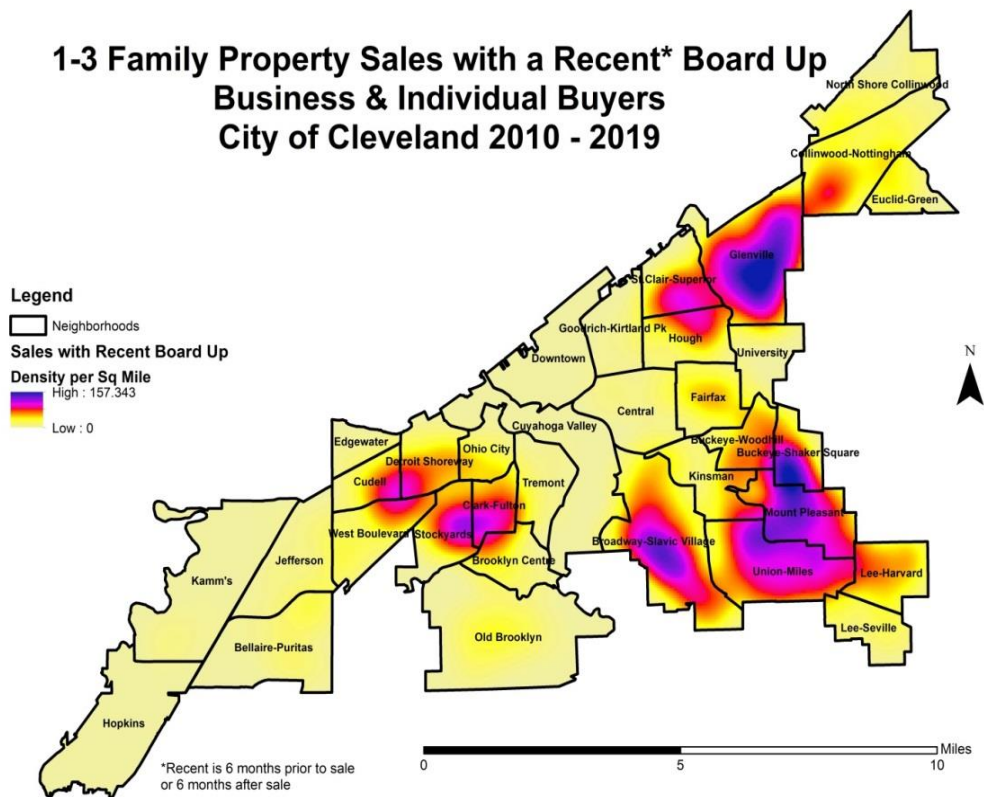 1-3 Family Property Sales with a Recent* Board Up
Business & Individual Buyers
City of Cleveland 2010 - 2019
North Shore Collinwood
Collinwood-Nottingham
Euclid-Green
Glenville
St.Clair-Superior
Legend
Neighborhoods
Sales with Recent Board Up
Density per Sq Mile
High : 157.343
Low : 0
Goodrich-Kirtland Pk
Hough
University
Downtown
N
Fairfax
Central
Cuyahoga Valley
Edgewater
Ohio City
Buckeye-Woodhill
Buckeye-Shaker Square
Detroit Shoreway
Cudell
Tremont
Kinsman
Clark-Fulton
Mount Pleasant
West Boulevard
Stockyards
Broadway-Slavic Village
Jefferson
Brooklyn Centre
Union-Miles
Lee-Harvard
Kamm's
Lee-Seville
Old Brooklyn
Bellaire-Puritas
Hopkins
Miles
0 5 10
*Recent is 6 months prior to sale
or 6 months after sale